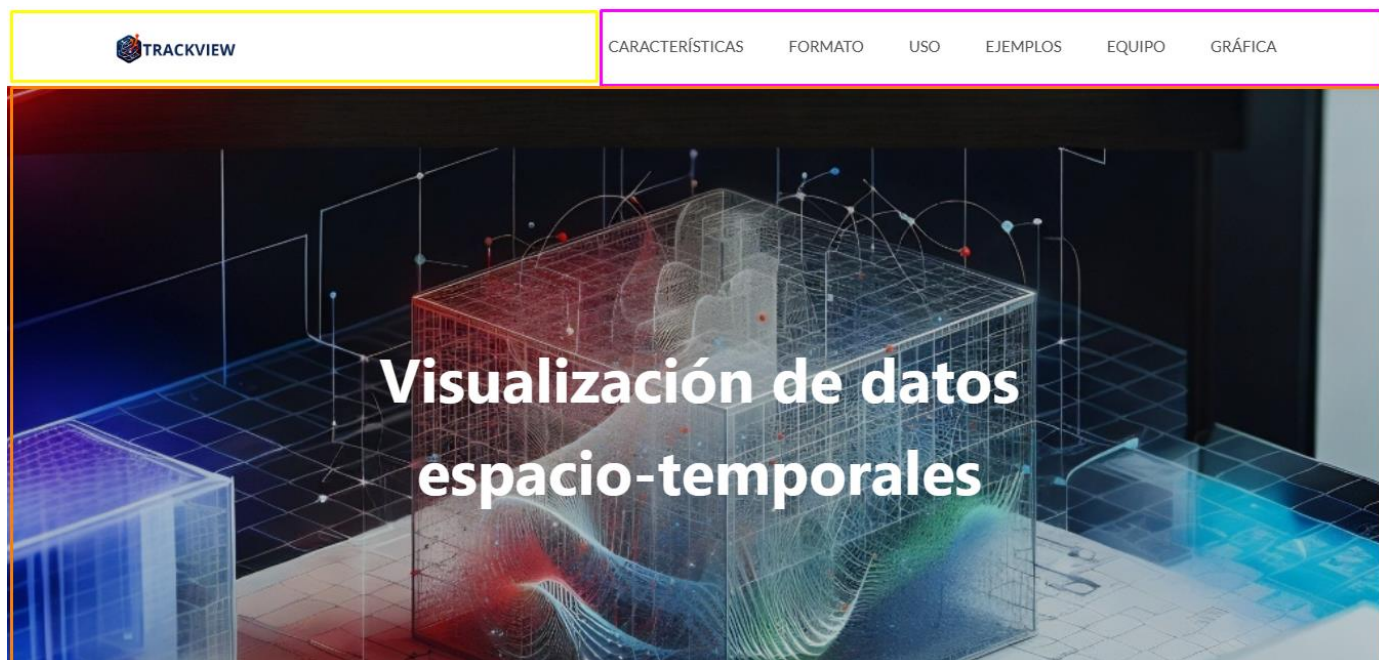 TRACKVIEW
CARACTERÍSTICAS FORMATO USO EJEMPLOS EQUIPO GRÁFICA
Visualización de datos
espacio-temporales